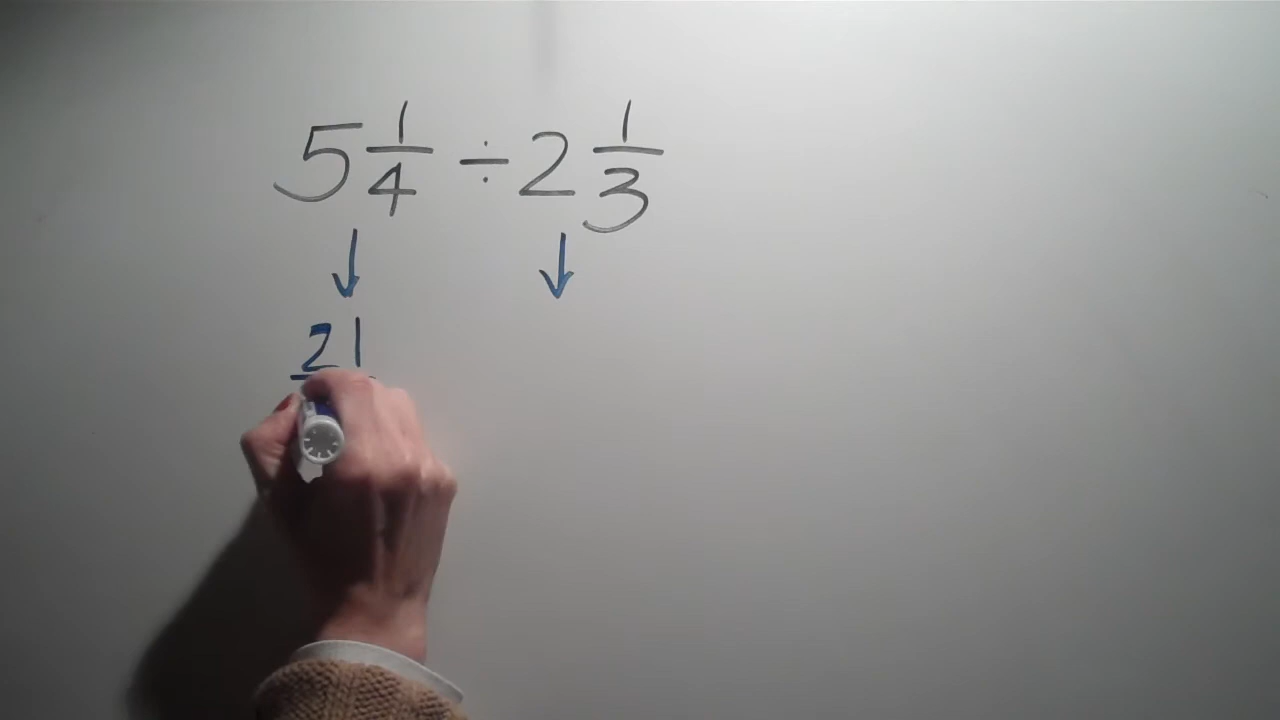 5 1/4 ÷ 2 1/3
↓ ↓
21